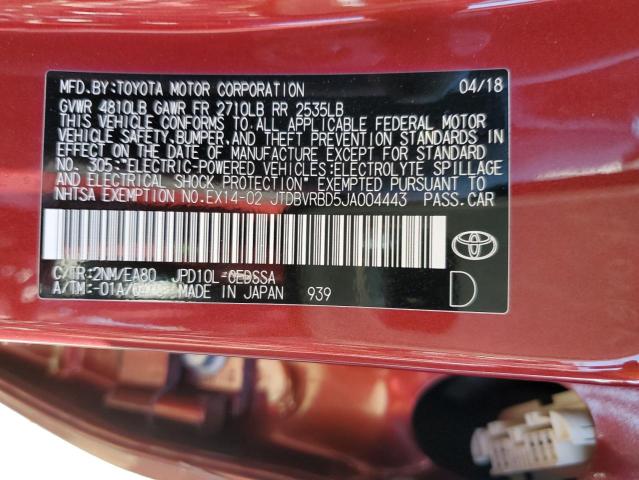 MFD.BY:TOYOTA MOTOR CORPORATION 04/18
GVWR 4810LB GAWR FR 2710LB RR 2535LB
THIS VEHICLE CONFORMS TO ALL APPLICABLE FEDERAL MOTOR
VEHICLE SAFETY,BUMPER,AND THEFT PREVENTION STANDARDS IN
EFFECT ON THE DATE OF MANUFACTURE EXCEPT FOR STANDARD
NO. 305:"ELECTRIC-POWERED VEHICLES:ELECTROLYTE SPILLAGE
AND ELECTRICAL SHOCK PROTECTION" EXEMPTED PURSUANT TO
NHTSA EXEMPTION NO.EX14-02 JTDBVRBD5JA004443 PASS.CAR
TOYOTA
C/TR:2NM/EA80 JPD10L-CEDSSA
A/TM:-01A/ MADE IN JAPAN 939 D